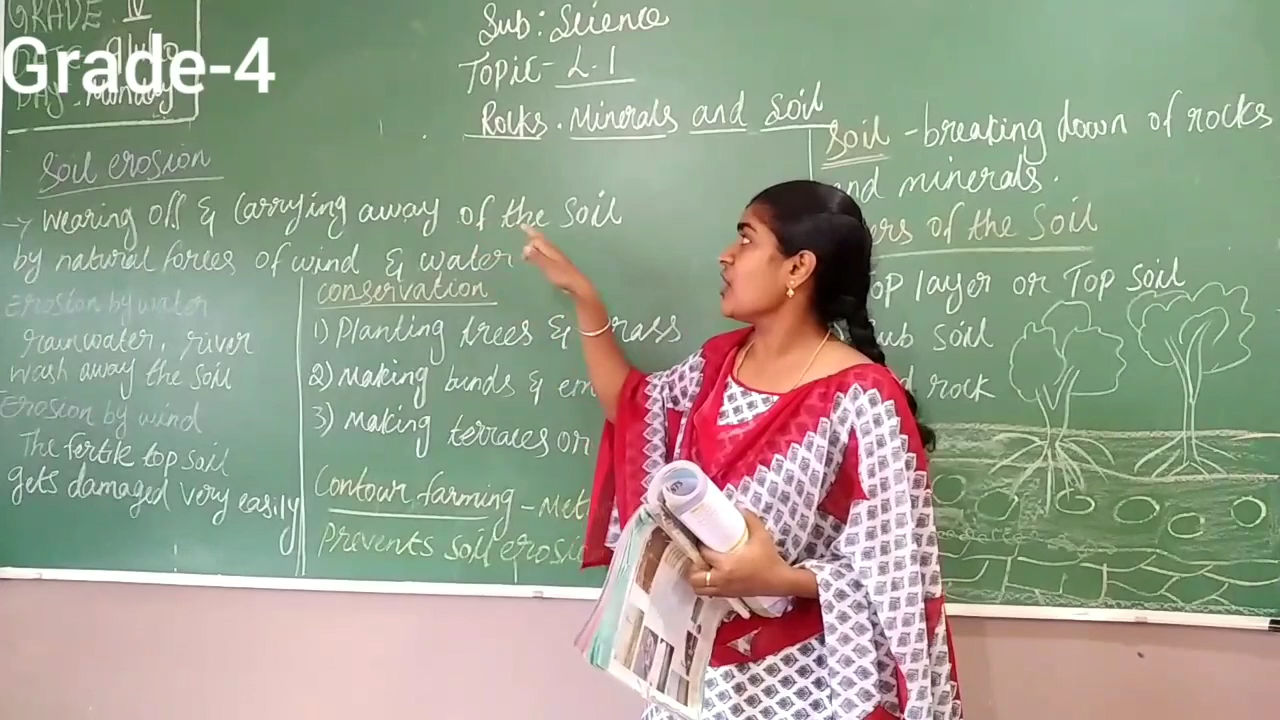 GRADE. IV
Grade-4
DAY. Monday
Sub: Science
Topic- L.1
Rocks. Minerals and Soil
Soil erosion
→ Wearing off & Carrying away of the Soil
by natural forces of wind & water
Erosion by water
rainwater, river
wash away the soil
Erosion by wind
The fertile top soil
gets damaged very easily
conservation
1) Planting trees & Grass
2) Making bunds & em
3) Making terraces or
Contour farming - Met
Prevents soil erosio
Soil - breaking down of rocks
and minerals.
ers of the Soil
op layer or Top soil
ub soil
d rock